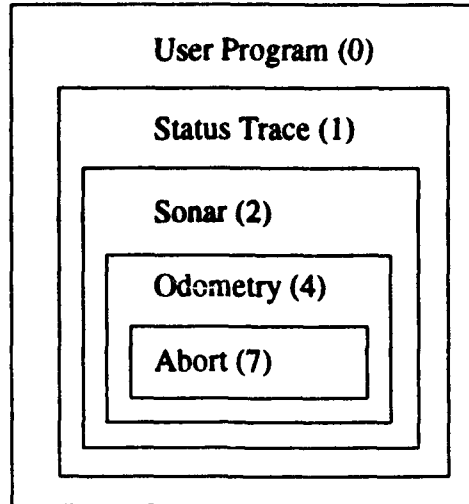 User Program (0)
Status Trace (1)
Sonar (2)
Odometry (4)
Abort (7)